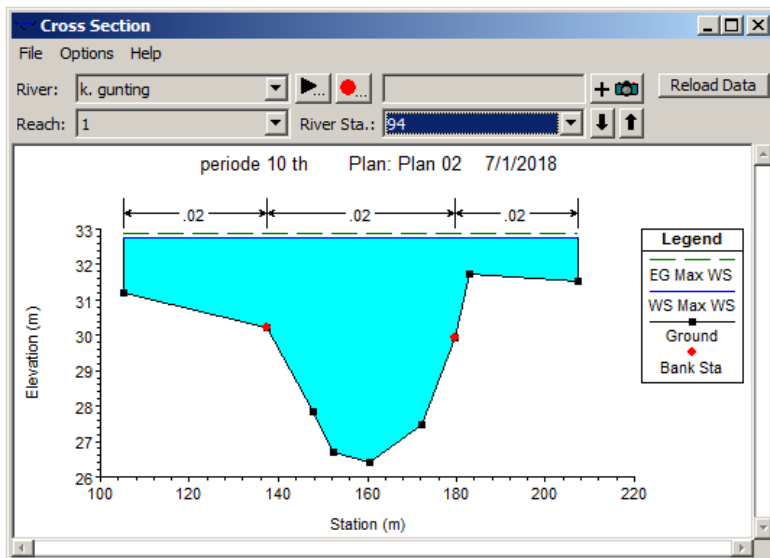 Cross Section
File Options Help
River: k. gunting ... ... + Reload Data
Reach: 1 River Sta.: 94
periode 10 th Plan: Plan 02 7/1/2018
.02 .02 .02
33
32
31
30
29
28
27
26
100 120 140 160 180 200 220
Elevation (m)
Station (m)
Legend
EG Max WS
WS Max WS
Ground
Bank Sta